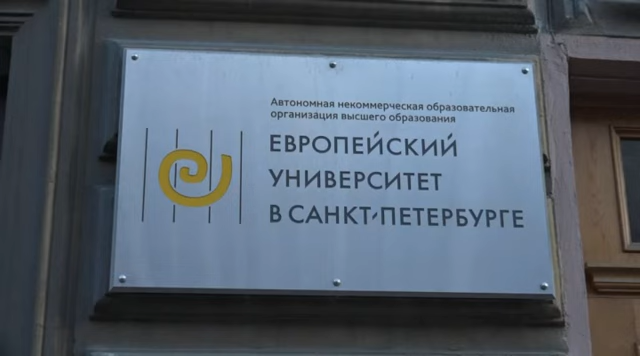 Автономная некоммерческая образовательная
организация высшего образования
ЕВРОПЕЙСКИЙ
УНИВЕРСИТЕТ
В САНКТ-ПЕТЕРБУРГЕ